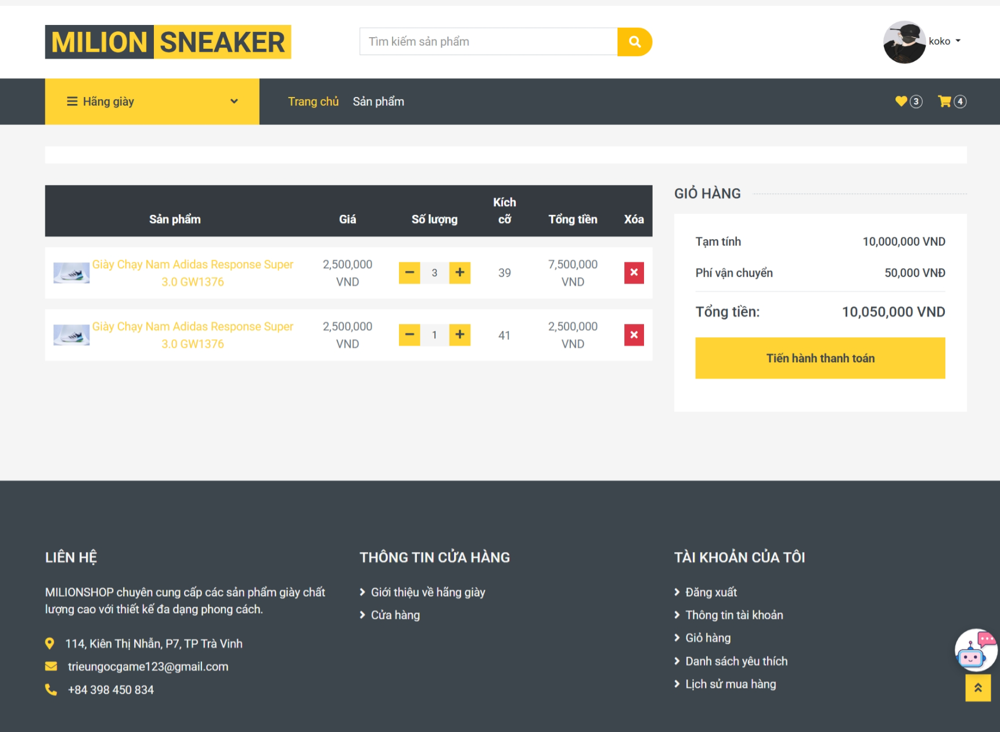 MILION SNEAKER
Tìm kiếm sản phẩm
koko
Hãng giày
Trang chủ
Sản phẩm
3
4
Sản phẩm
Giá
Số lượng
Kích
cỡ
Tổng tiền
Xóa
Giày Chạy Nam Adidas Response Super
3.0 GW1376
2,500,000
VND
3
39
7,500,000
VND
Giày Chạy Nam Adidas Response Super
3.0 GW1376
2,500,000
VND
1
41
2,500,000
VND
GIỎ HÀNG
Tạm tính 10,000,000 VND
Phí vận chuyển 50,000 VNĐ
Tổng tiền: 10,050,000 VND
Tiến hành thanh toán
LIÊN HỆ
MILIONSHOP chuyên cung cấp các sản phẩm giày chất
lượng cao với thiết kế đa dạng phong cách.
114, Kiên Thị Nhẫn, P7, TP Trà Vinh
trieungocgame123@gmail.com
+84 398 450 834
THÔNG TIN CỬA HÀNG
Giới thiệu về hãng giày
Cửa hàng
TÀI KHOẢN CỦA TÔI
Đăng xuất
Thông tin tài khoản
Giỏ hàng
Danh sách yêu thích
Lịch sử mua hàng